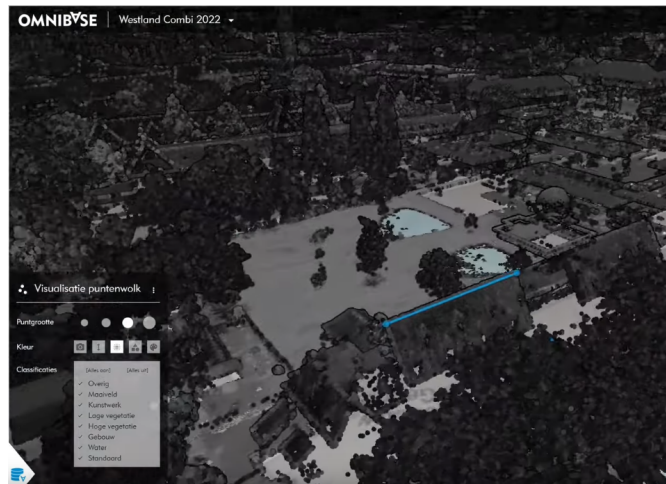 OMNIBASE
Westland Combi 2022
Visualisatie puntenwolk
Puntgrootte
Kleur
Classificaties
[Alles aan] [Alles uit]
Overig
Maaiveld
Kunstwerk
Lage vegetatie
Hoge vegetatie
Gebouw
Water
Standaard